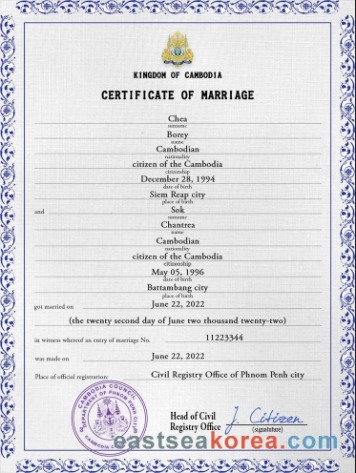 KINGDOM OF CAMBODIA
CERTIFICATE OF MARRIAGE
Chea
surname
Borey
name
Cambodian
nationality
citizen of the Cambodia
citizenship
December 28, 1994
date of birth
Siem Reap city
place of birth
and Sok
surname
Chantrea
name
Cambodian
nationality
citizen of the Cambodia
citizenship
May 05, 1996
date of birth
Battambang city
place of birth
got married on June 22, 2022
(the twenty second day of June two thousand twenty-two)
in witness whereof an entry of marriage No. 11223344
was made on June 22, 2022
Place of official registration: Civil Registry Office of Phnom Penh city
CAMBODIA COUNCIL
DEPARTMENT OF PHNOM
Head of Civil
Registry Office
J. Citizen
(signature)
eastseakorea.com